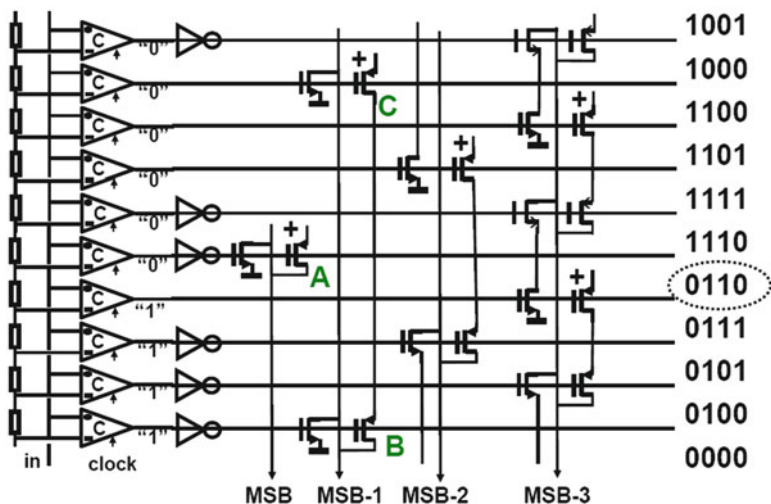 1001
C "0"
1000
C "0" + C
1100
C "0" +
1101
C "0" +
1111
C "0"
1110
C "0" + A
0110
C "1" +
0111
C "1"
0101
C "1"
0100
C "1" B
0000
in clock MSB MSB-1 MSB-2 MSB-3